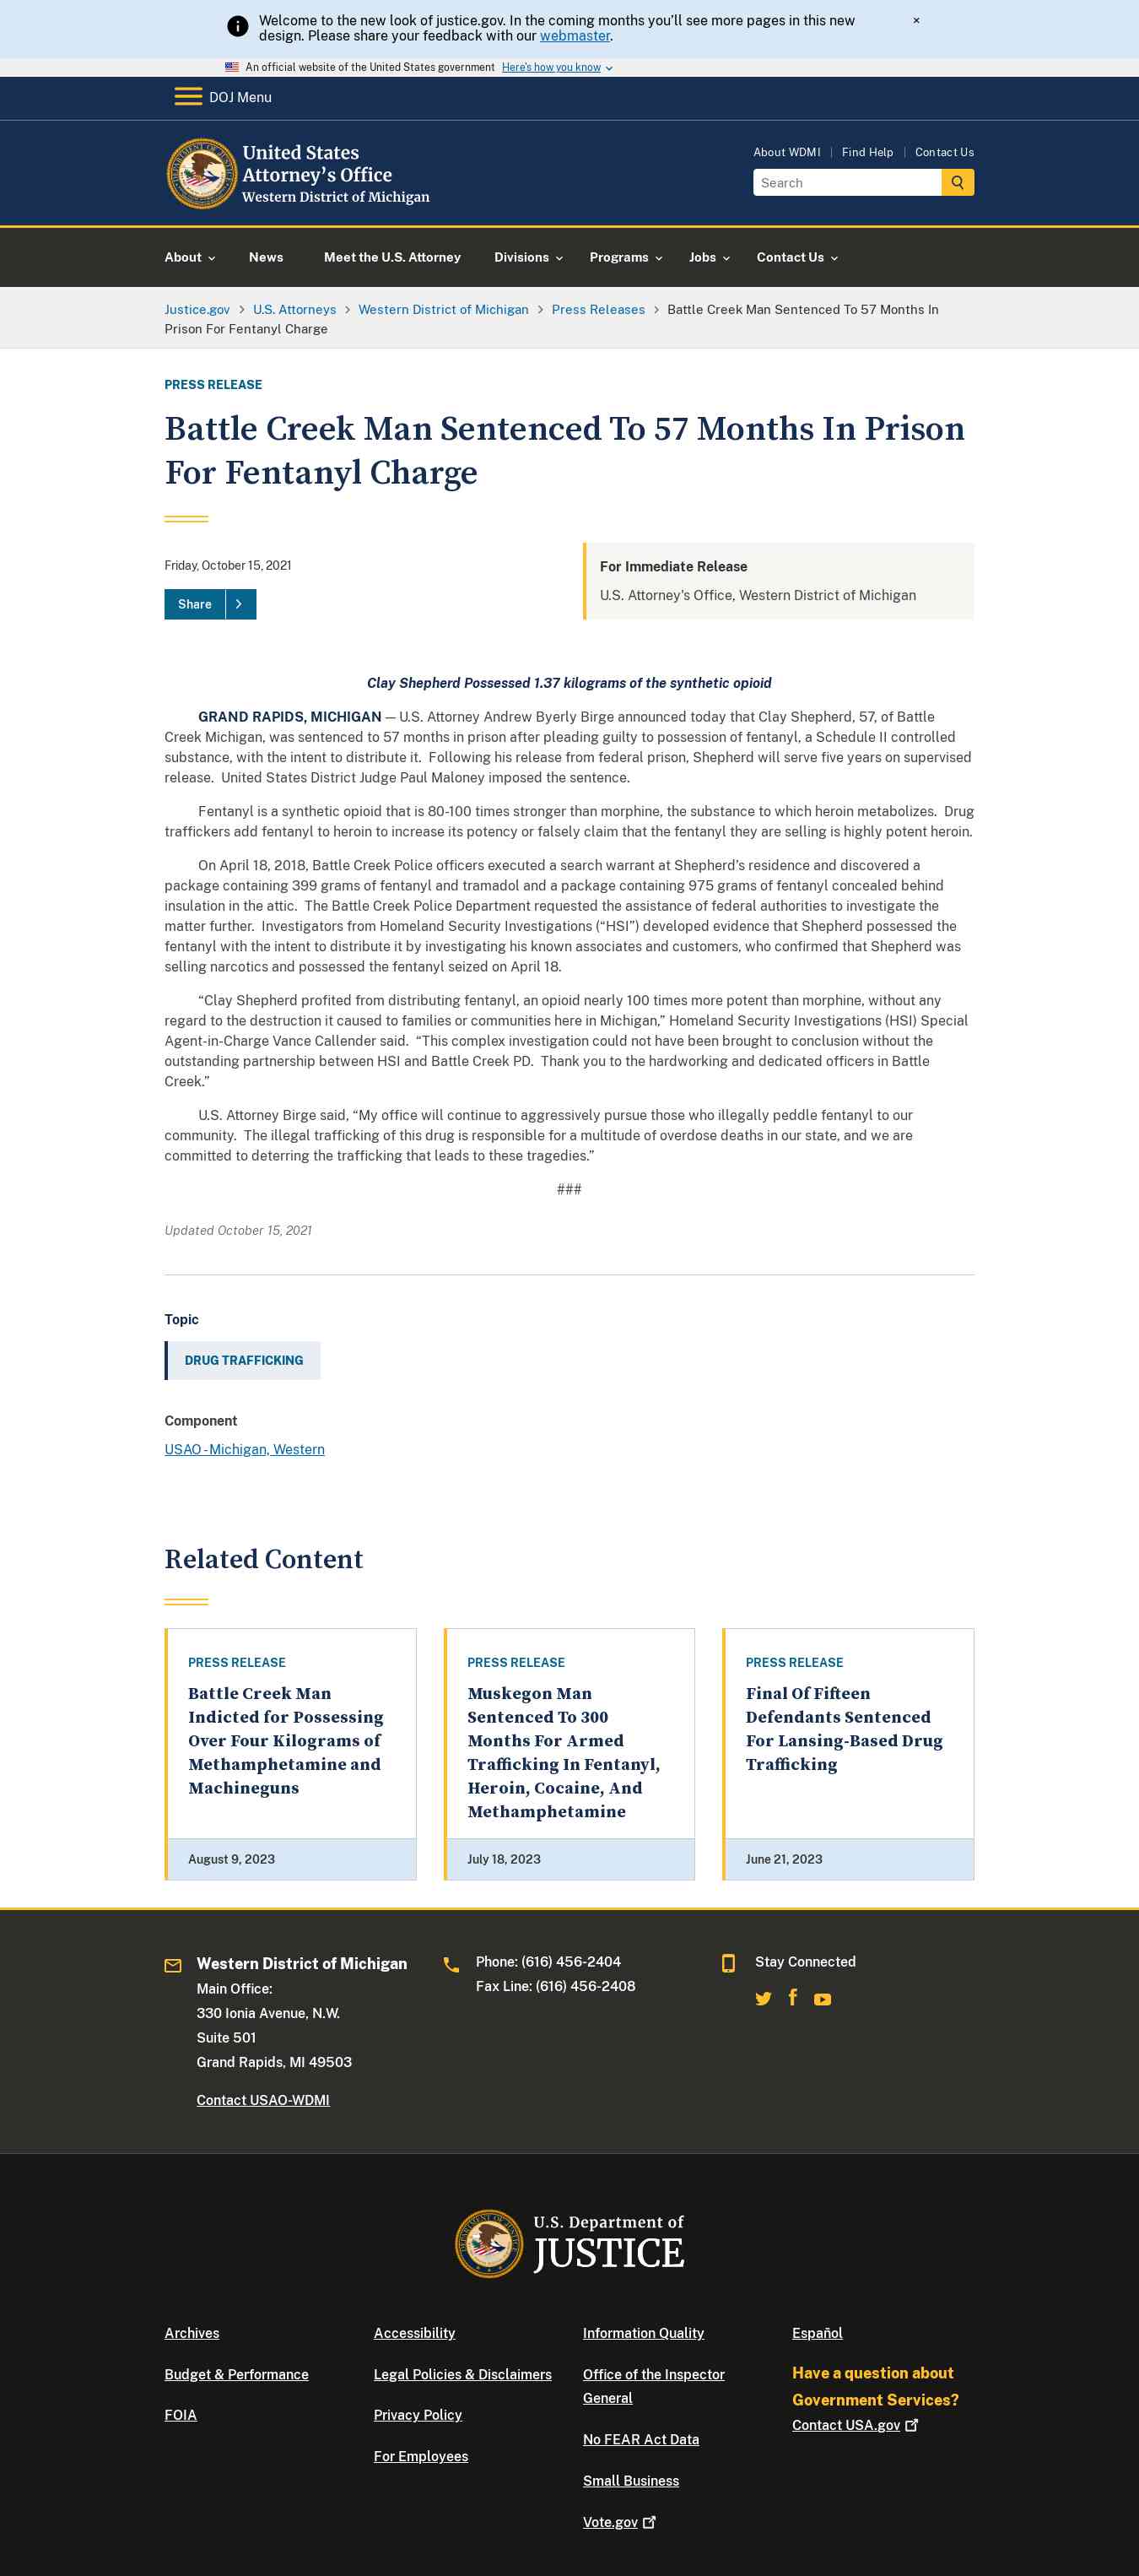 Welcome to the new look of justice.gov. In the coming months you'll see more pages in this new
design. Please share your feedback with our webmaster.
×
An official website of the United States government Here's how you know
DOJ Menu
United States
Attorney's Office
Western District of Michigan
About WDMI | Find Help | Contact Us
Search
About News Meet the U.S. Attorney Divisions Programs Jobs Contact Us
Justice.gov > U.S. Attorneys > Western District of Michigan > Press Releases > Battle Creek Man Sentenced To 57 Months In
Prison For Fentanyl Charge
PRESS RELEASE
Battle Creek Man Sentenced To 57 Months In Prison
For Fentanyl Charge
Friday, October 15, 2021
Share >
For Immediate Release
U.S. Attorney's Office, Western District of Michigan
Clay Shepherd Possessed 1.37 kilograms of the synthetic opioid
GRAND RAPIDS, MICHIGAN — U.S. Attorney Andrew Byerly Birge announced today that Clay Shepherd, 57, of Battle
Creek Michigan, was sentenced to 57 months in prison after pleading guilty to possession of fentanyl, a Schedule II controlled
substance, with the intent to distribute it. Following his release from federal prison, Shepherd will serve five years on supervised
release. United States District Judge Paul Maloney imposed the sentence.
Fentanyl is a synthetic opioid that is 80-100 times stronger than morphine, the substance to which heroin metabolizes. Drug
traffickers add fentanyl to heroin to increase its potency or falsely claim that the fentanyl they are selling is highly potent heroin.
On April 18, 2018, Battle Creek Police officers executed a search warrant at Shepherd's residence and discovered a
package containing 399 grams of fentanyl and tramadol and a package containing 975 grams of fentanyl concealed behind
insulation in the attic. The Battle Creek Police Department requested the assistance of federal authorities to investigate the
matter further. Investigators from Homeland Security Investigations (“HSI”) developed evidence that Shepherd possessed the
fentanyl with the intent to distribute it by investigating his known associates and customers, who confirmed that Shepherd was
selling narcotics and possessed the fentanyl seized on April 18.
“Clay Shepherd profited from distributing fentanyl, an opioid nearly 100 times more potent than morphine, without any
regard to the destruction it caused to families or communities here in Michigan,” Homeland Security Investigations (HSI) Special
Agent-in-Charge Vance Callender said. “This complex investigation could not have been brought to conclusion without the
outstanding partnership between HSI and Battle Creek PD. Thank you to the hardworking and dedicated officers in Battle
Creek.”
U.S. Attorney Birge said, “My office will continue to aggressively pursue those who illegally peddle fentanyl to our
community. The illegal trafficking of this drug is responsible for a multitude of overdose deaths in our state, and we are
committed to deterring the trafficking that leads to these tragedies.”
###
Updated October 15, 2021
Topic
DRUG TRAFFICKING
Component
USAO - Michigan, Western
Related Content
PRESS RELEASE
Battle Creek Man
Indicted for Possessing
Over Four Kilograms of
Methamphetamine and
Machineguns
August 9, 2023
PRESS RELEASE
Muskegon Man
Sentenced To 300
Months For Armed
Trafficking In Fentanyl,
Heroin, Cocaine, And
Methamphetamine
July 18, 2023
PRESS RELEASE
Final Of Fifteen
Defendants Sentenced
For Lansing-Based Drug
Trafficking
June 21, 2023
Western District of Michigan
Main Office:
330 Ionia Avenue, N.W.
Suite 501
Grand Rapids, MI 49503
Contact USAO-WDMI
Phone: (616) 456-2404
Fax Line: (616) 456-2408
Stay Connected
U.S. Department of
JUSTICE
Archives
Budget & Performance
FOIA
Accessibility
Legal Policies & Disclaimers
Privacy Policy
For Employees
Information Quality
Office of the Inspector
General
No FEAR Act Data
Small Business
Vote.gov
Español
Have a question about
Government Services?
Contact USA.gov